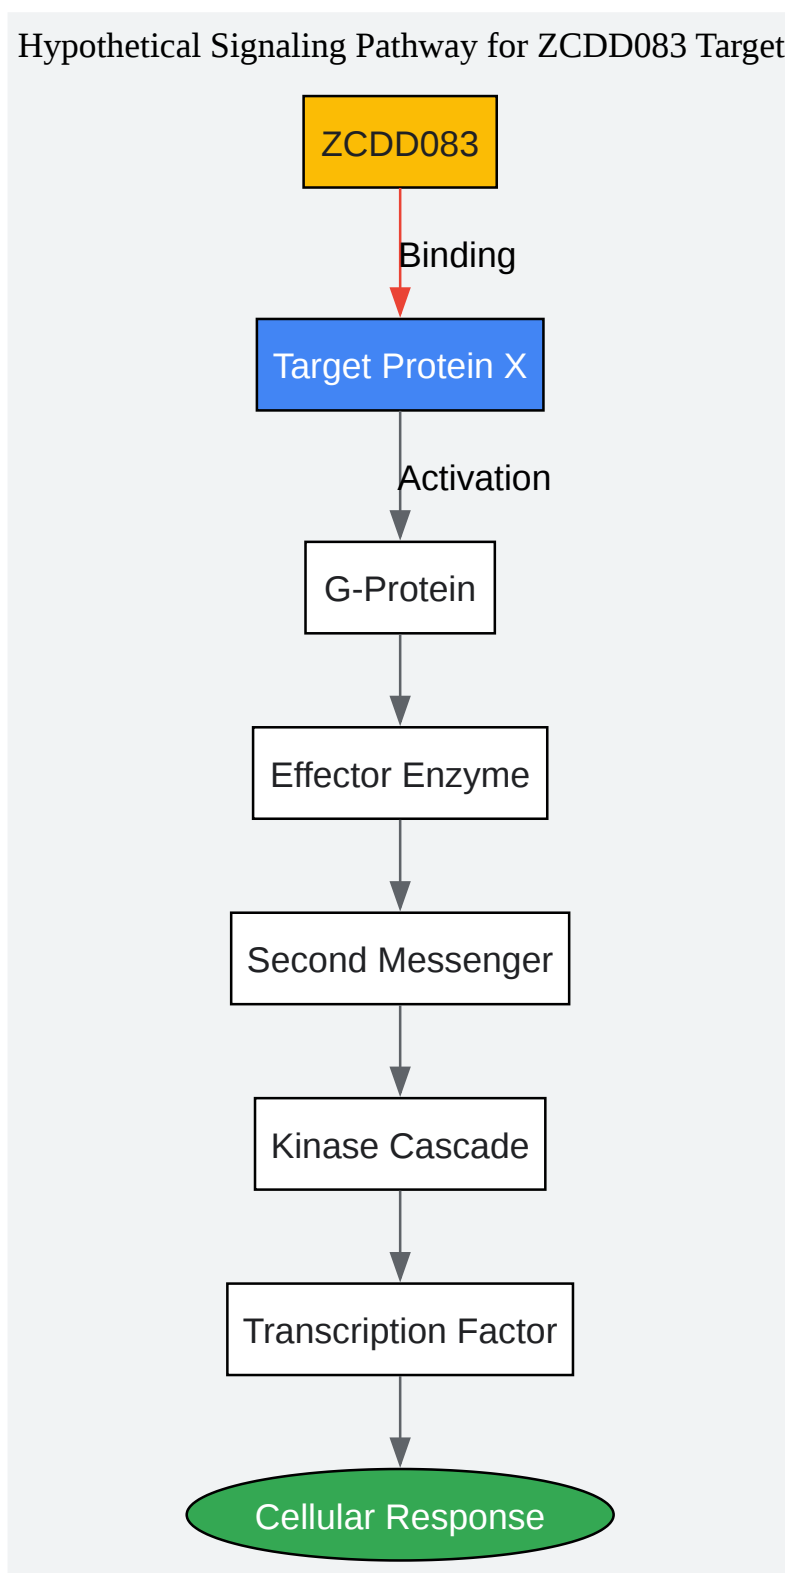 Hypothetical Signaling Pathway for ZCDD083 Target
ZCDD083
Binding
Target Protein X
Activation
G-Protein
Effector Enzyme
Second Messenger
Kinase Cascade
Transcription Factor
Cellular Response